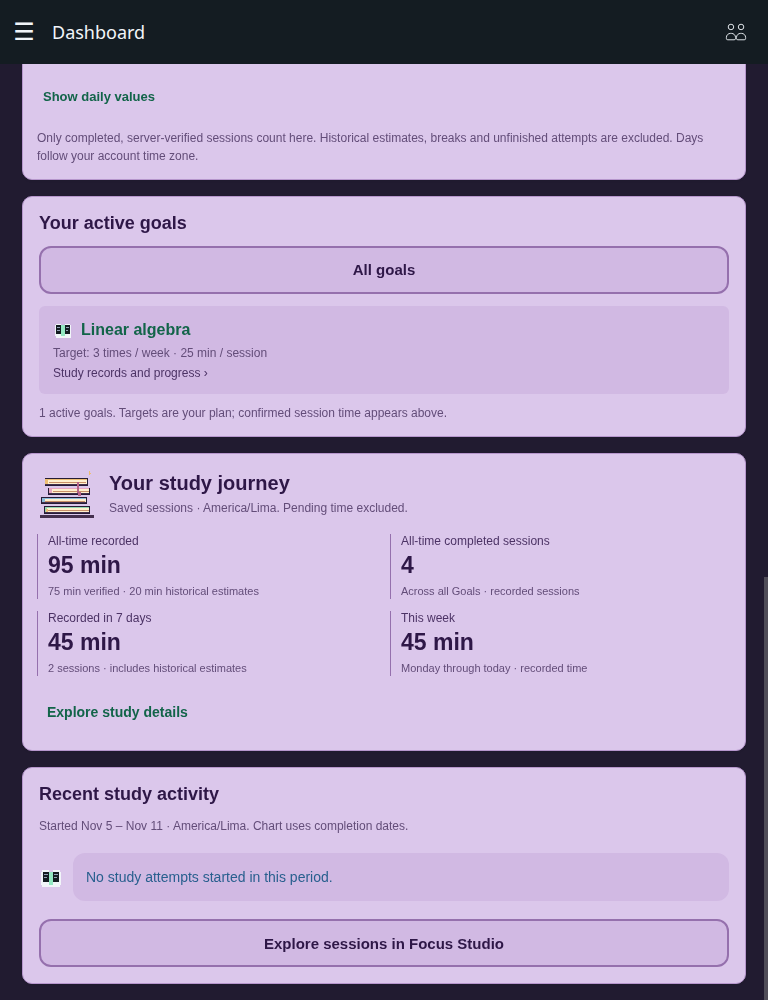 Dashboard
Show daily values
Only completed, server-verified sessions count here. Historical estimates, breaks and unfinished attempts are excluded. Days
follow your account time zone.
Your active goals
All goals
Linear algebra
Target: 3 times / week · 25 min / session
Study records and progress ›
1 active goals. Targets are your plan; confirmed session time appears above.
Your study journey
Saved sessions · America/Lima. Pending time excluded.
All-time recorded
95 min
75 min verified · 20 min historical estimates
All-time completed sessions
4
Across all Goals · recorded sessions
Recorded in 7 days
45 min
2 sessions · includes historical estimates
This week
45 min
Monday through today · recorded time
Explore study details
Recent study activity
Started Nov 5 – Nov 11 · America/Lima. Chart uses completion dates.
No study attempts started in this period.
Explore sessions in Focus Studio